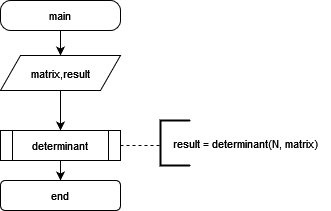 main
matrix,result
determinant
result = determinant(N, matrix)
end